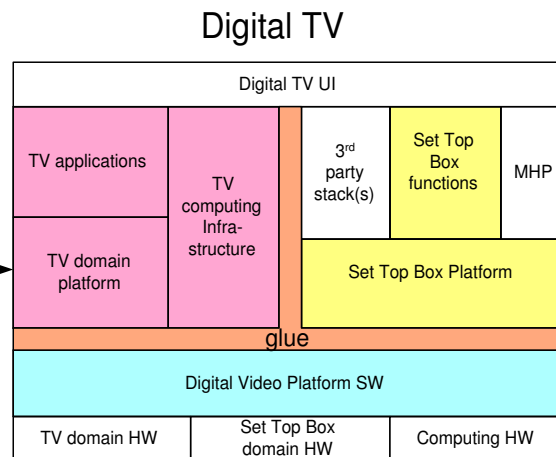 Digital TV
Digital TV UI
TV applications
TV
computing
Infra-
structure
3rd
party
stack(s)
Set Top
Box
functions
MHP
TV domain
platform
Set Top Box Platform
glue
Digital Video Platform SW
TV domain HW
Set Top Box
domain HW
Computing HW